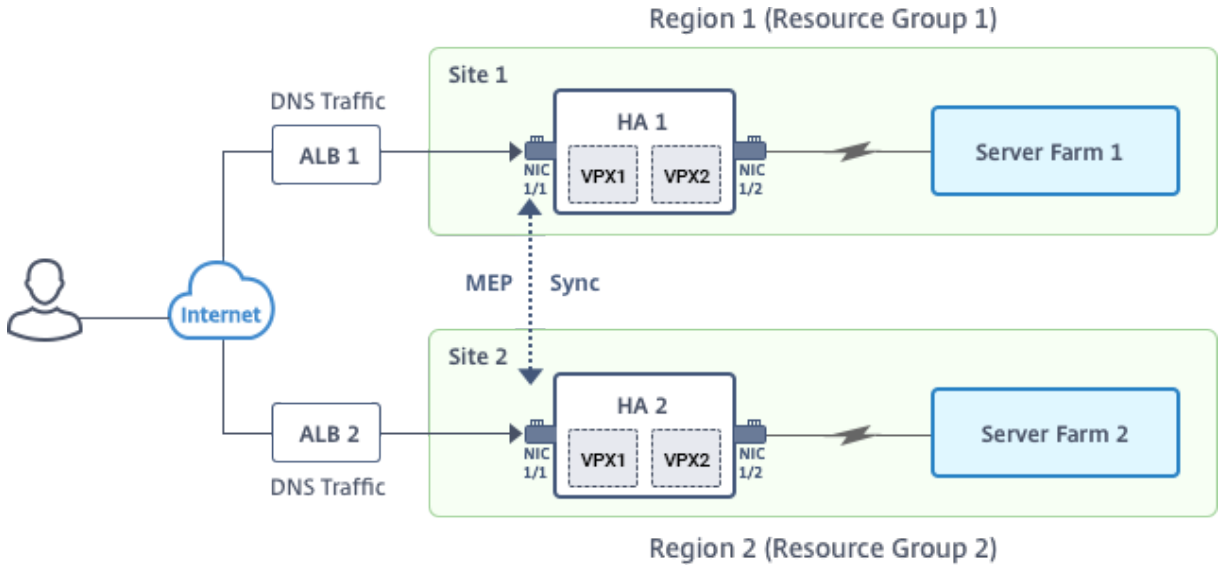 Region 1 (Resource Group 1)
Site 1
DNS Traffic
ALB 1
HA 1
VPX1
VPX2
NIC
1/1
NIC
1/2
Server Farm 1
MEP
Sync
Internet
Site 2
ALB 2
DNS Traffic
HA 2
VPX1
VPX2
NIC
1/1
NIC
1/2
Server Farm 2
Region 2 (Resource Group 2)